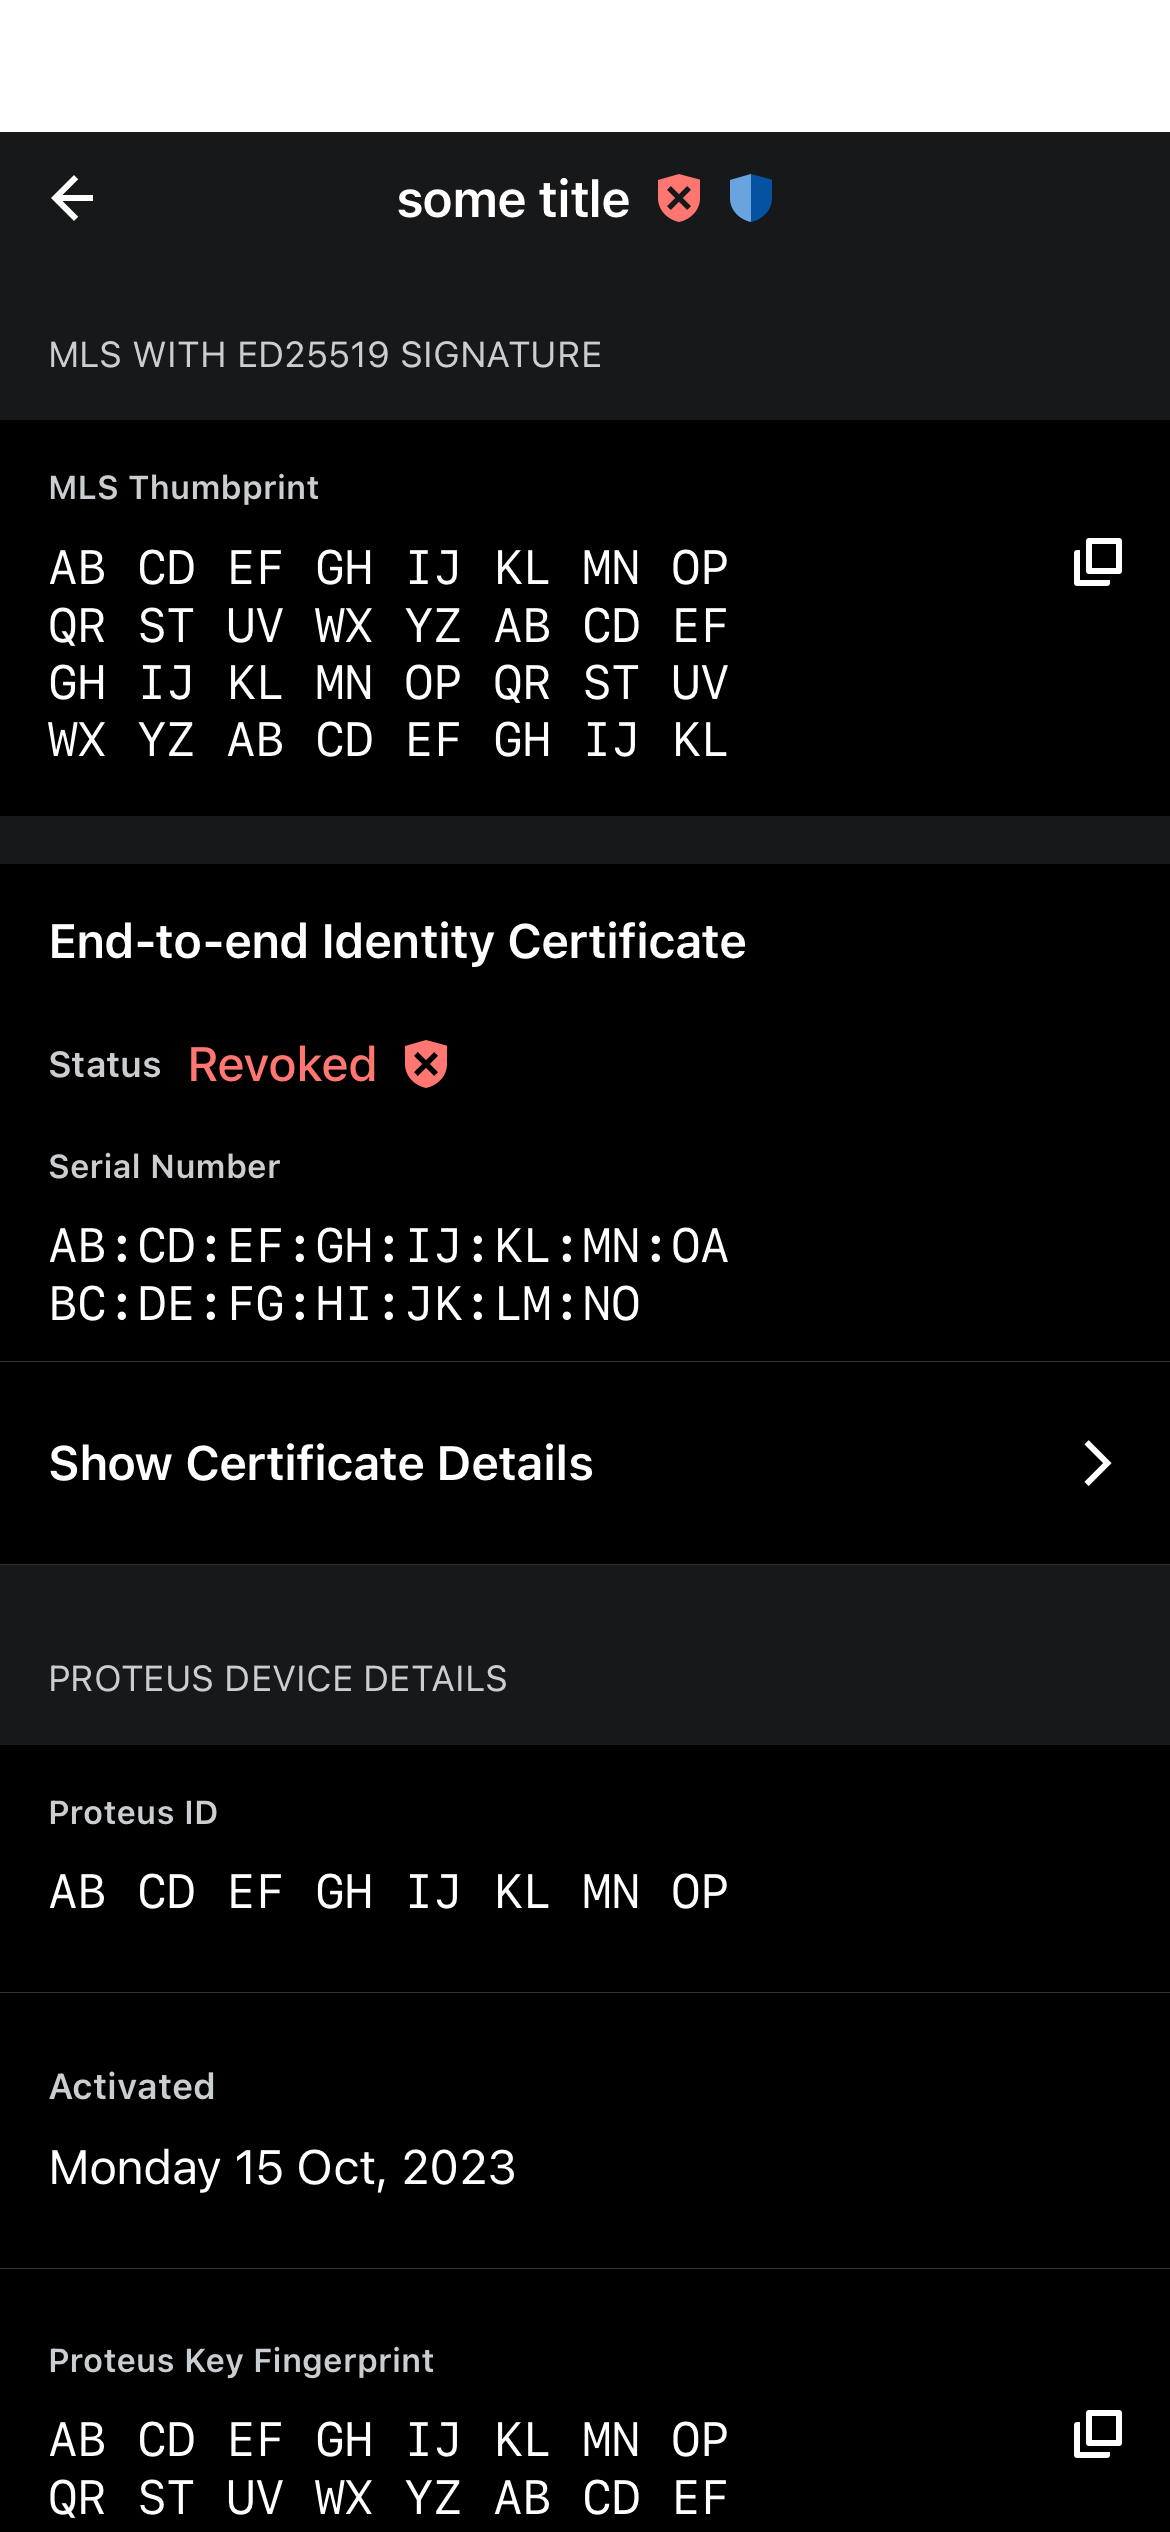 some title
MLS WITH ED25519 SIGNATURE
MLS Thumbprint
AB CD EF GH IJ KL MN OP
QR ST UV WX YZ AB CD EF
GH IJ KL MN OP QR ST UV
WX YZ AB CD EF GH IJ KL
End-to-end Identity Certificate
Status Revoked
Serial Number
AB:CD:EF:GH:IJ:KL:MN:OA
BC:DE:FG:HI:JK:LM:NO
Show Certificate Details
PROTEUS DEVICE DETAILS
Proteus ID
AB CD EF GH IJ KL MN OP
Activated
Monday 15 Oct, 2023
Proteus Key Fingerprint
AB CD EF GH IJ KL MN OP
QR ST UV WX YZ AB CD EF